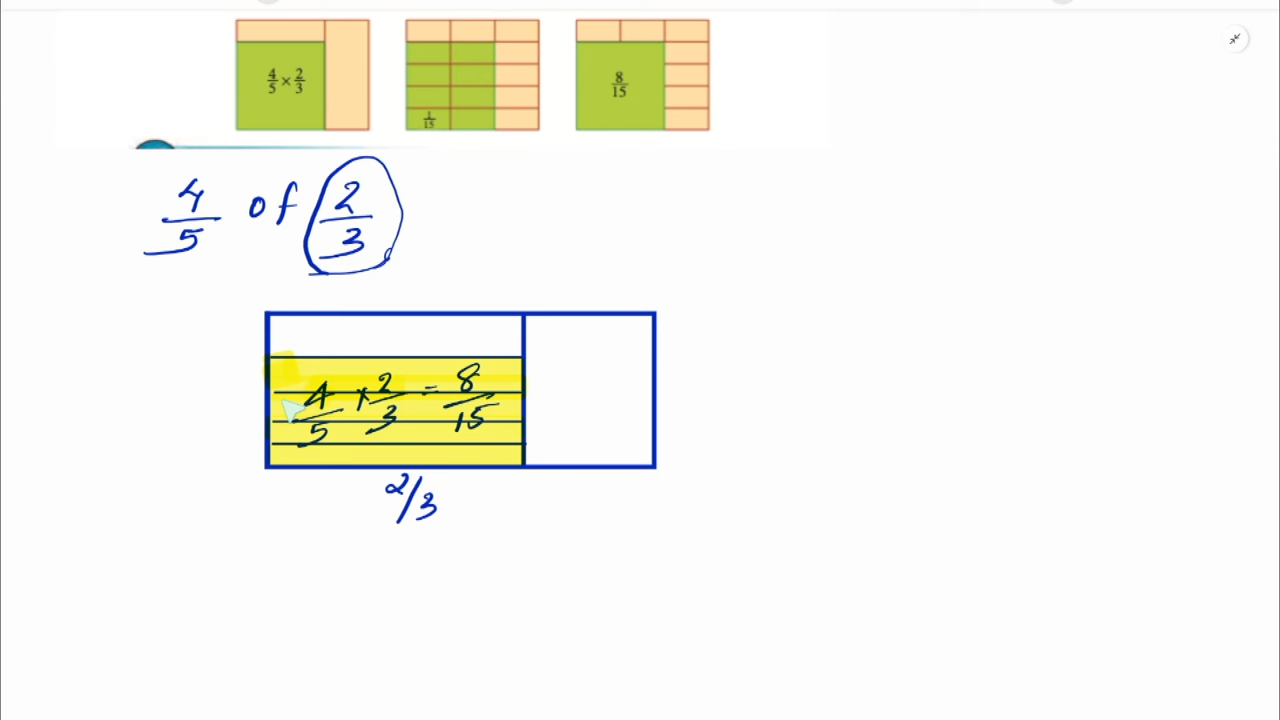 4/5 × 2/3
1/15
8/15
4/5 of 2/3
4/5 × 2/3 = 8/15
2/3